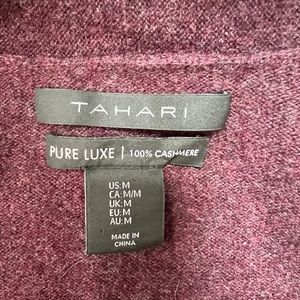 TAHARI
PURE LUXE | 100% CASHMERE
US:M
CA:M/M
UK:M
EU:M
AU:M
MADE IN
CHINA